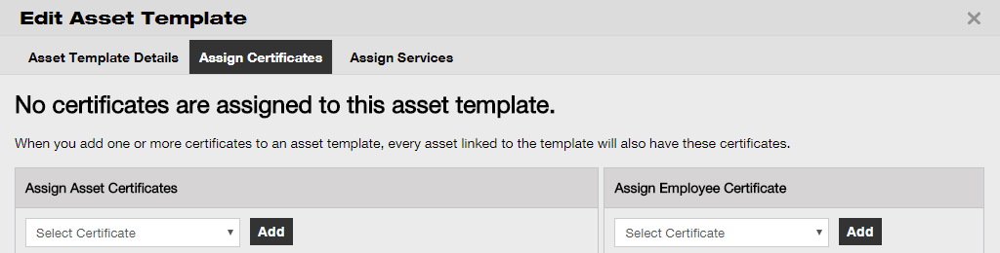 Edit Asset Template
Asset Template Details Assign Certificates Assign Services
No certificates are assigned to this asset template.
When you add one or more certificates to an asset template, every asset linked to the template will also have these certificates.
Assign Asset Certificates
Select Certificate Add
Assign Employee Certificate
Select Certificate Add